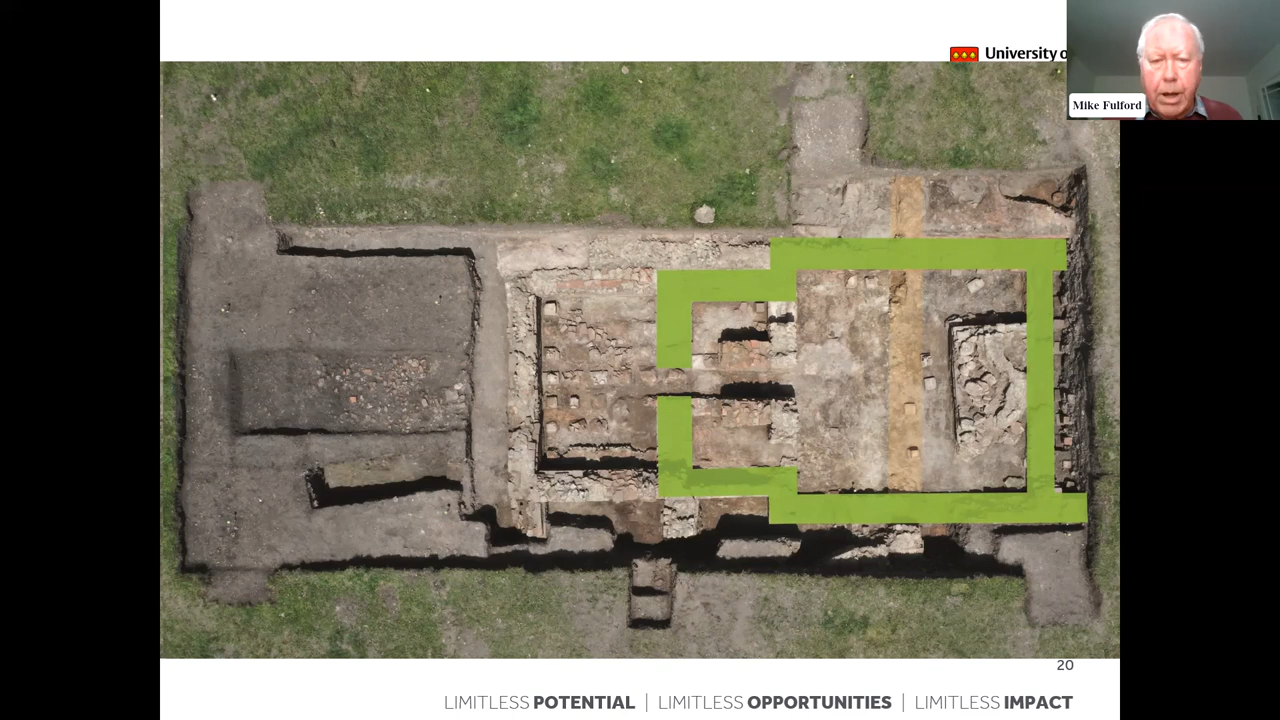 University o
Mike Fulford
20
LIMITLESS POTENTIAL | LIMITLESS OPPORTUNITIES | LIMITLESS IMPACT